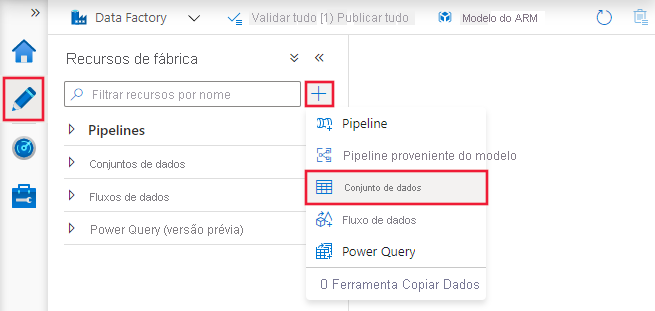 »
Data Factory
Validar tudo [1) Publicar tudo
Modelo do ARM
Recursos de fábrica
Filtrar recursos por nome
Pipelines
Conjuntos de dados
Fluxos de dados
Power Query (versão prévia)
Pipeline
Pipeline proveniente do modelo
Conjunto de dados
Fluxo de dados
Power Query
0 Ferramenta Copiar Dados